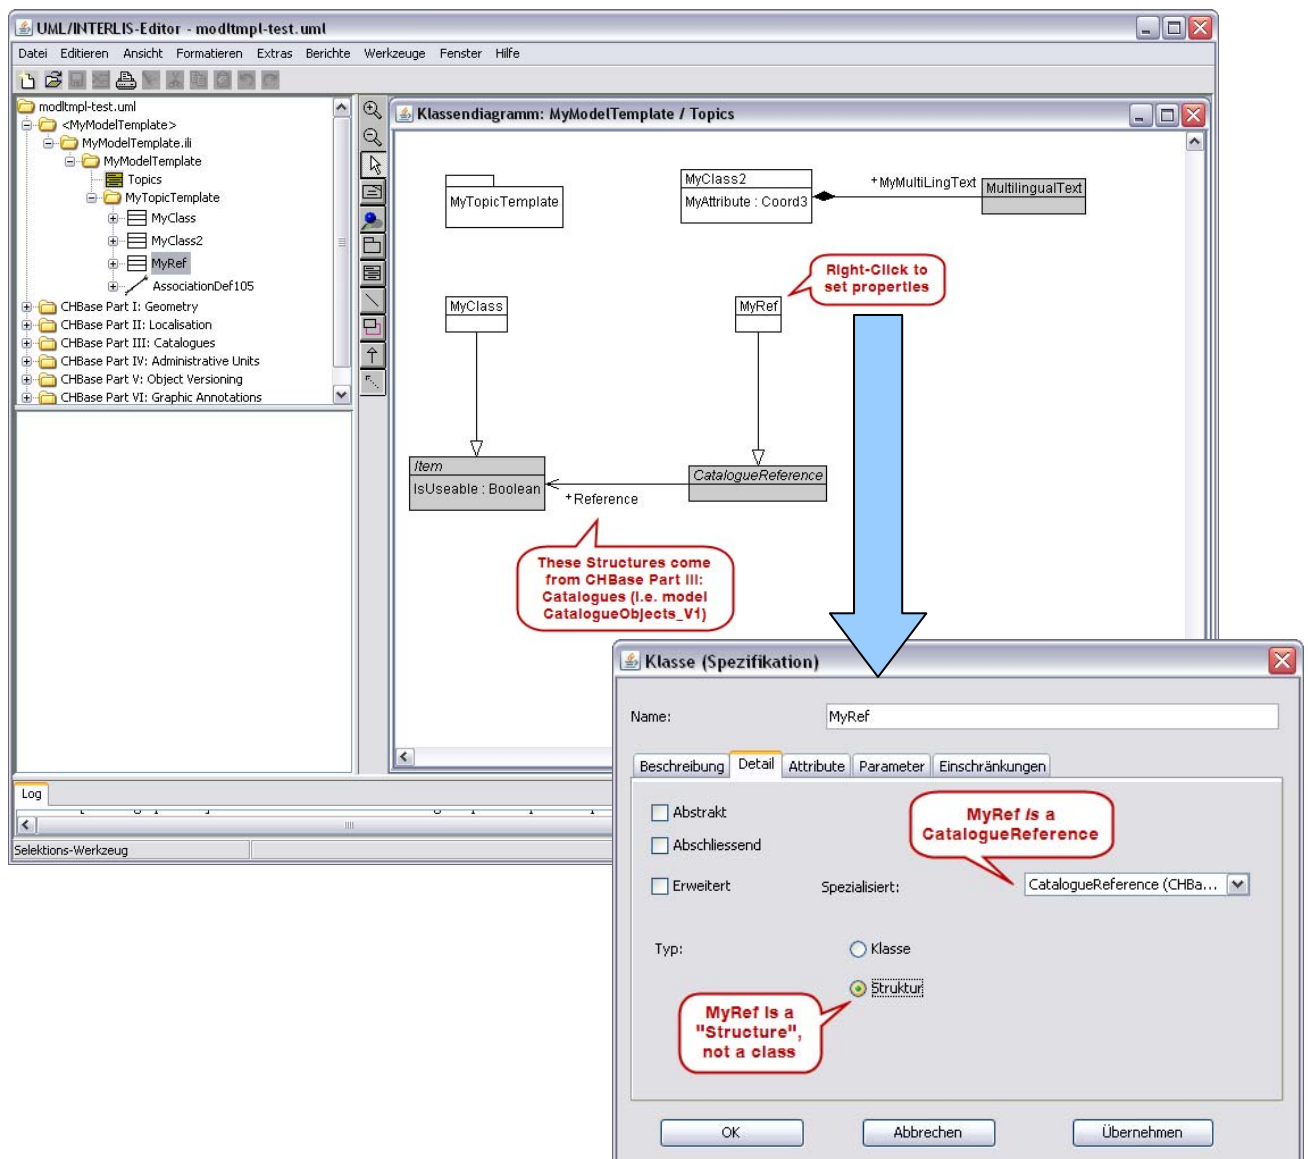 UML/INTERLIS-Editor - modltmpl-test.uml
Datei Editieren Ansicht Formatieren Extras Berichte Werkzeuge Fenster Hilfe
modltmpl-test.uml
<MyModelTemplate>
MyModelTemplate.ili
MyModelTemplate
Topics
MyTopicTemplate
MyClass
MyClass2
MyRef
AssociationDef105
CHBase Part I: Geometry
CHBase Part II: Localisation
CHBase Part III: Catalogues
CHBase Part IV: Administrative Units
CHBase Part V: Object Versioning
CHBase Part VI: Graphic Annotations
Klassendiagramm: MyModelTemplate / Topics
MyTopicTemplate
MyClass2
MyAttribute : Coord3
+MyMultiLingText
MultilingualText
Right-Click to
set properties
MyClass
MyRef
Item
IsUseable : Boolean
+Reference
CatalogueReference
These Structures come
from CHBase Part III:
Catalogues (i.e. model
CatalogueObjects_V1)
Log
Selektions-Werkzeug
Klasse (Spezifikation)
Name: MyRef
Beschreibung Detail Attribute Parameter Einschränkungen
Abstrakt
Abschliessend
Erweitert
MyRef is a
CatalogueReference
Spezialisiert: CatalogueReference (CHBa...
Typ: Klasse
Struktur
MyRef is a
"Structure",
not a class
OK Abbrechen Übernehmen